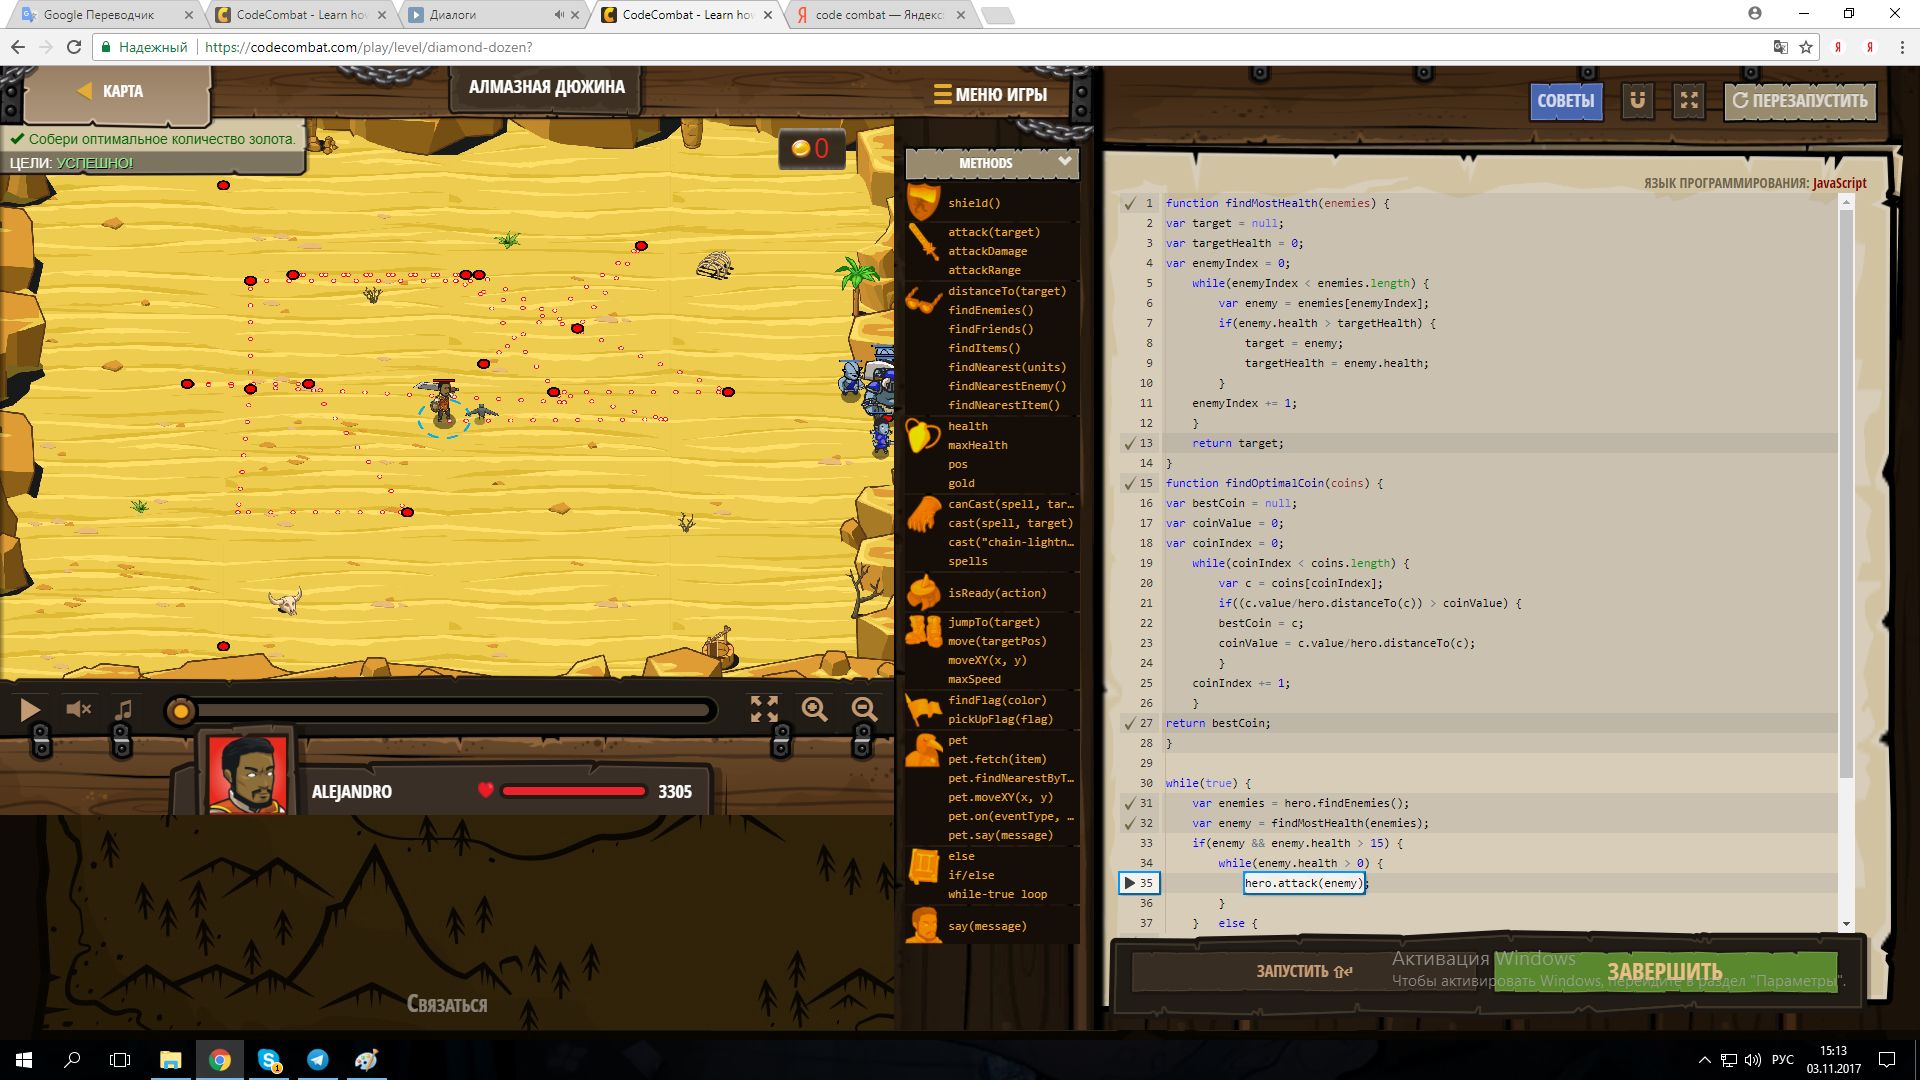 Google Переводчик
CodeCombat - Learn how
Диалоги
CodeCombat - Learn how
code combat — Яндекс:
Надежный
https://codecombat.com/play/level/diamond-dozen?
КАРТА
АЛМАЗНАЯ ДЮЖИНА
МЕНЮ ИГРЫ
Собери оптимальное количество золота.
ЦЕЛИ: УСПЕШНО!
0
ALEJANDRO
3305
Связаться
METHODS
shield()
attack(target)
attackDamage
attackRange
distanceTo(target)
findEnemies()
findFriends()
findItems()
findNearest(units)
findNearestEnemy()
findNearestItem()
health
maxHealth
pos
gold
canCast(spell, tar…
cast(spell, target)
cast("chain-lightn…
spells
isReady(action)
jumpTo(target)
move(targetPos)
moveXY(x, y)
maxSpeed
findFlag(color)
pickUpFlag(flag)
pet
pet.fetch(item)
pet.findNearestByT…
pet.moveXY(x, y)
pet.on(eventType, …
pet.say(message)
else
if/else
while-true loop
say(message)
СОВЕТЫ
ПЕРЕЗАПУСТИТЬ
ЯЗЫК ПРОГРАММИРОВАНИЯ: JavaScript
1 function findMostHealth(enemies) {
2 var target = null;
3 var targetHealth = 0;
4 var enemyIndex = 0;
5 while(enemyIndex < enemies.length) {
6 var enemy = enemies[enemyIndex];
7 if(enemy.health > targetHealth) {
8 target = enemy;
9 targetHealth = enemy.health;
10 }
11 enemyIndex += 1;
12 }
13 return target;
14 }
15 function findOptimalCoin(coins) {
16 var bestCoin = null;
17 var coinValue = 0;
18 var coinIndex = 0;
19 while(coinIndex < coins.length) {
20 var c = coins[coinIndex];
21 if((c.value/hero.distanceTo(c)) > coinValue) {
22 bestCoin = c;
23 coinValue = c.value/hero.distanceTo(c);
24 }
25 coinIndex += 1;
26 }
27 return bestCoin;
28 }
29
30 while(true) {
31 var enemies = hero.findEnemies();
32 var enemy = findMostHealth(enemies);
33 if(enemy && enemy.health > 15) {
34 while(enemy.health > 0) {
35 hero.attack(enemy);
36 }
37 } else {
ЗАПУСТИТЬ
ЗАВЕРШИТЬ
Активация Windows
Чтобы активировать Windows, перейдите в раздел "Параметры".
РУС
15:13
03.11.2017